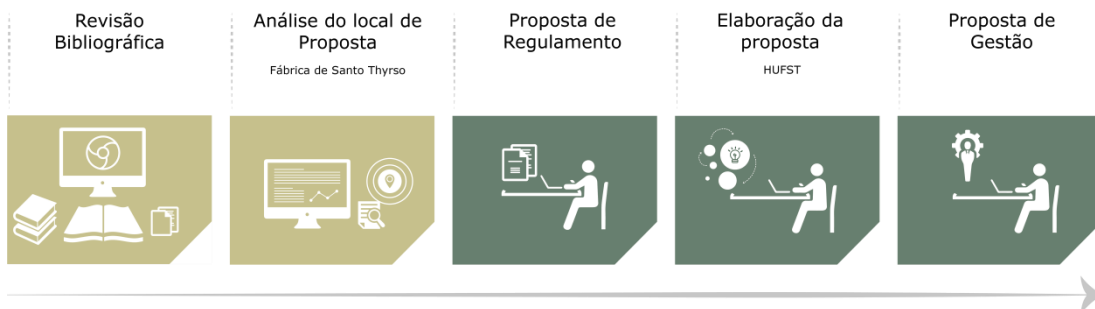 Revisão
Bibliográfica
Análise do local de
Proposta
Fábrica de Santo Thyrso
Proposta de
Regulamento
Elaboração da
proposta
HUFST
Proposta de
Gestão